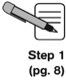 Step 1
(pg. 8)